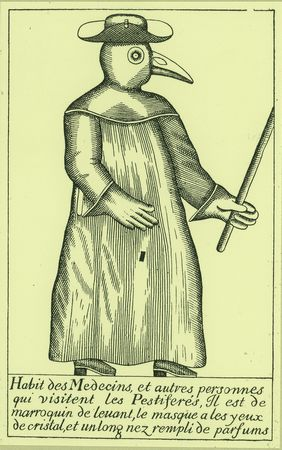 Habit des Medecins, et autres personnes
qui visitent les Pestiferes, Il est de
marroquin de leuant, le masque a les yeux
de cristal, et un long nez rempli de parfums